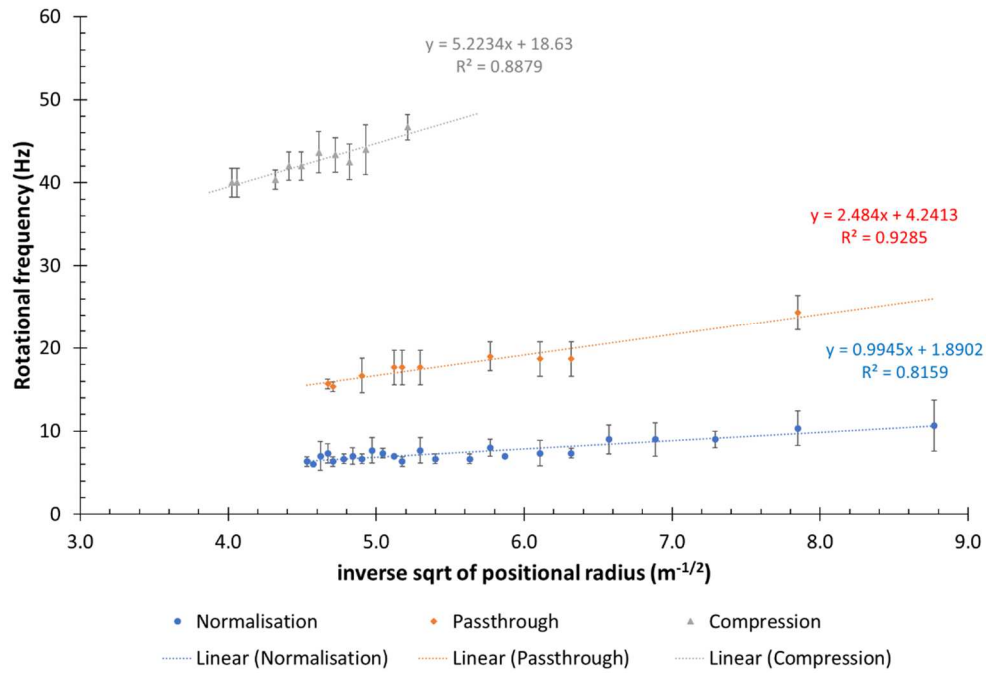 60
50
40
30
20
10
0
Rotational frequency (Hz)
y = 5.2234x + 18.63
R² = 0.8879
y = 2.484x + 4.2413
R² = 0.9285
y = 0.9945x + 1.8902
R² = 0.8159
3.0 4.0 5.0 6.0 7.0 8.0 9.0
inverse sqrt of positional radius (m⁻¹/²)
Normalisation Passthrough Compression
Linear (Normalisation) Linear (Passthrough) Linear (Compression)